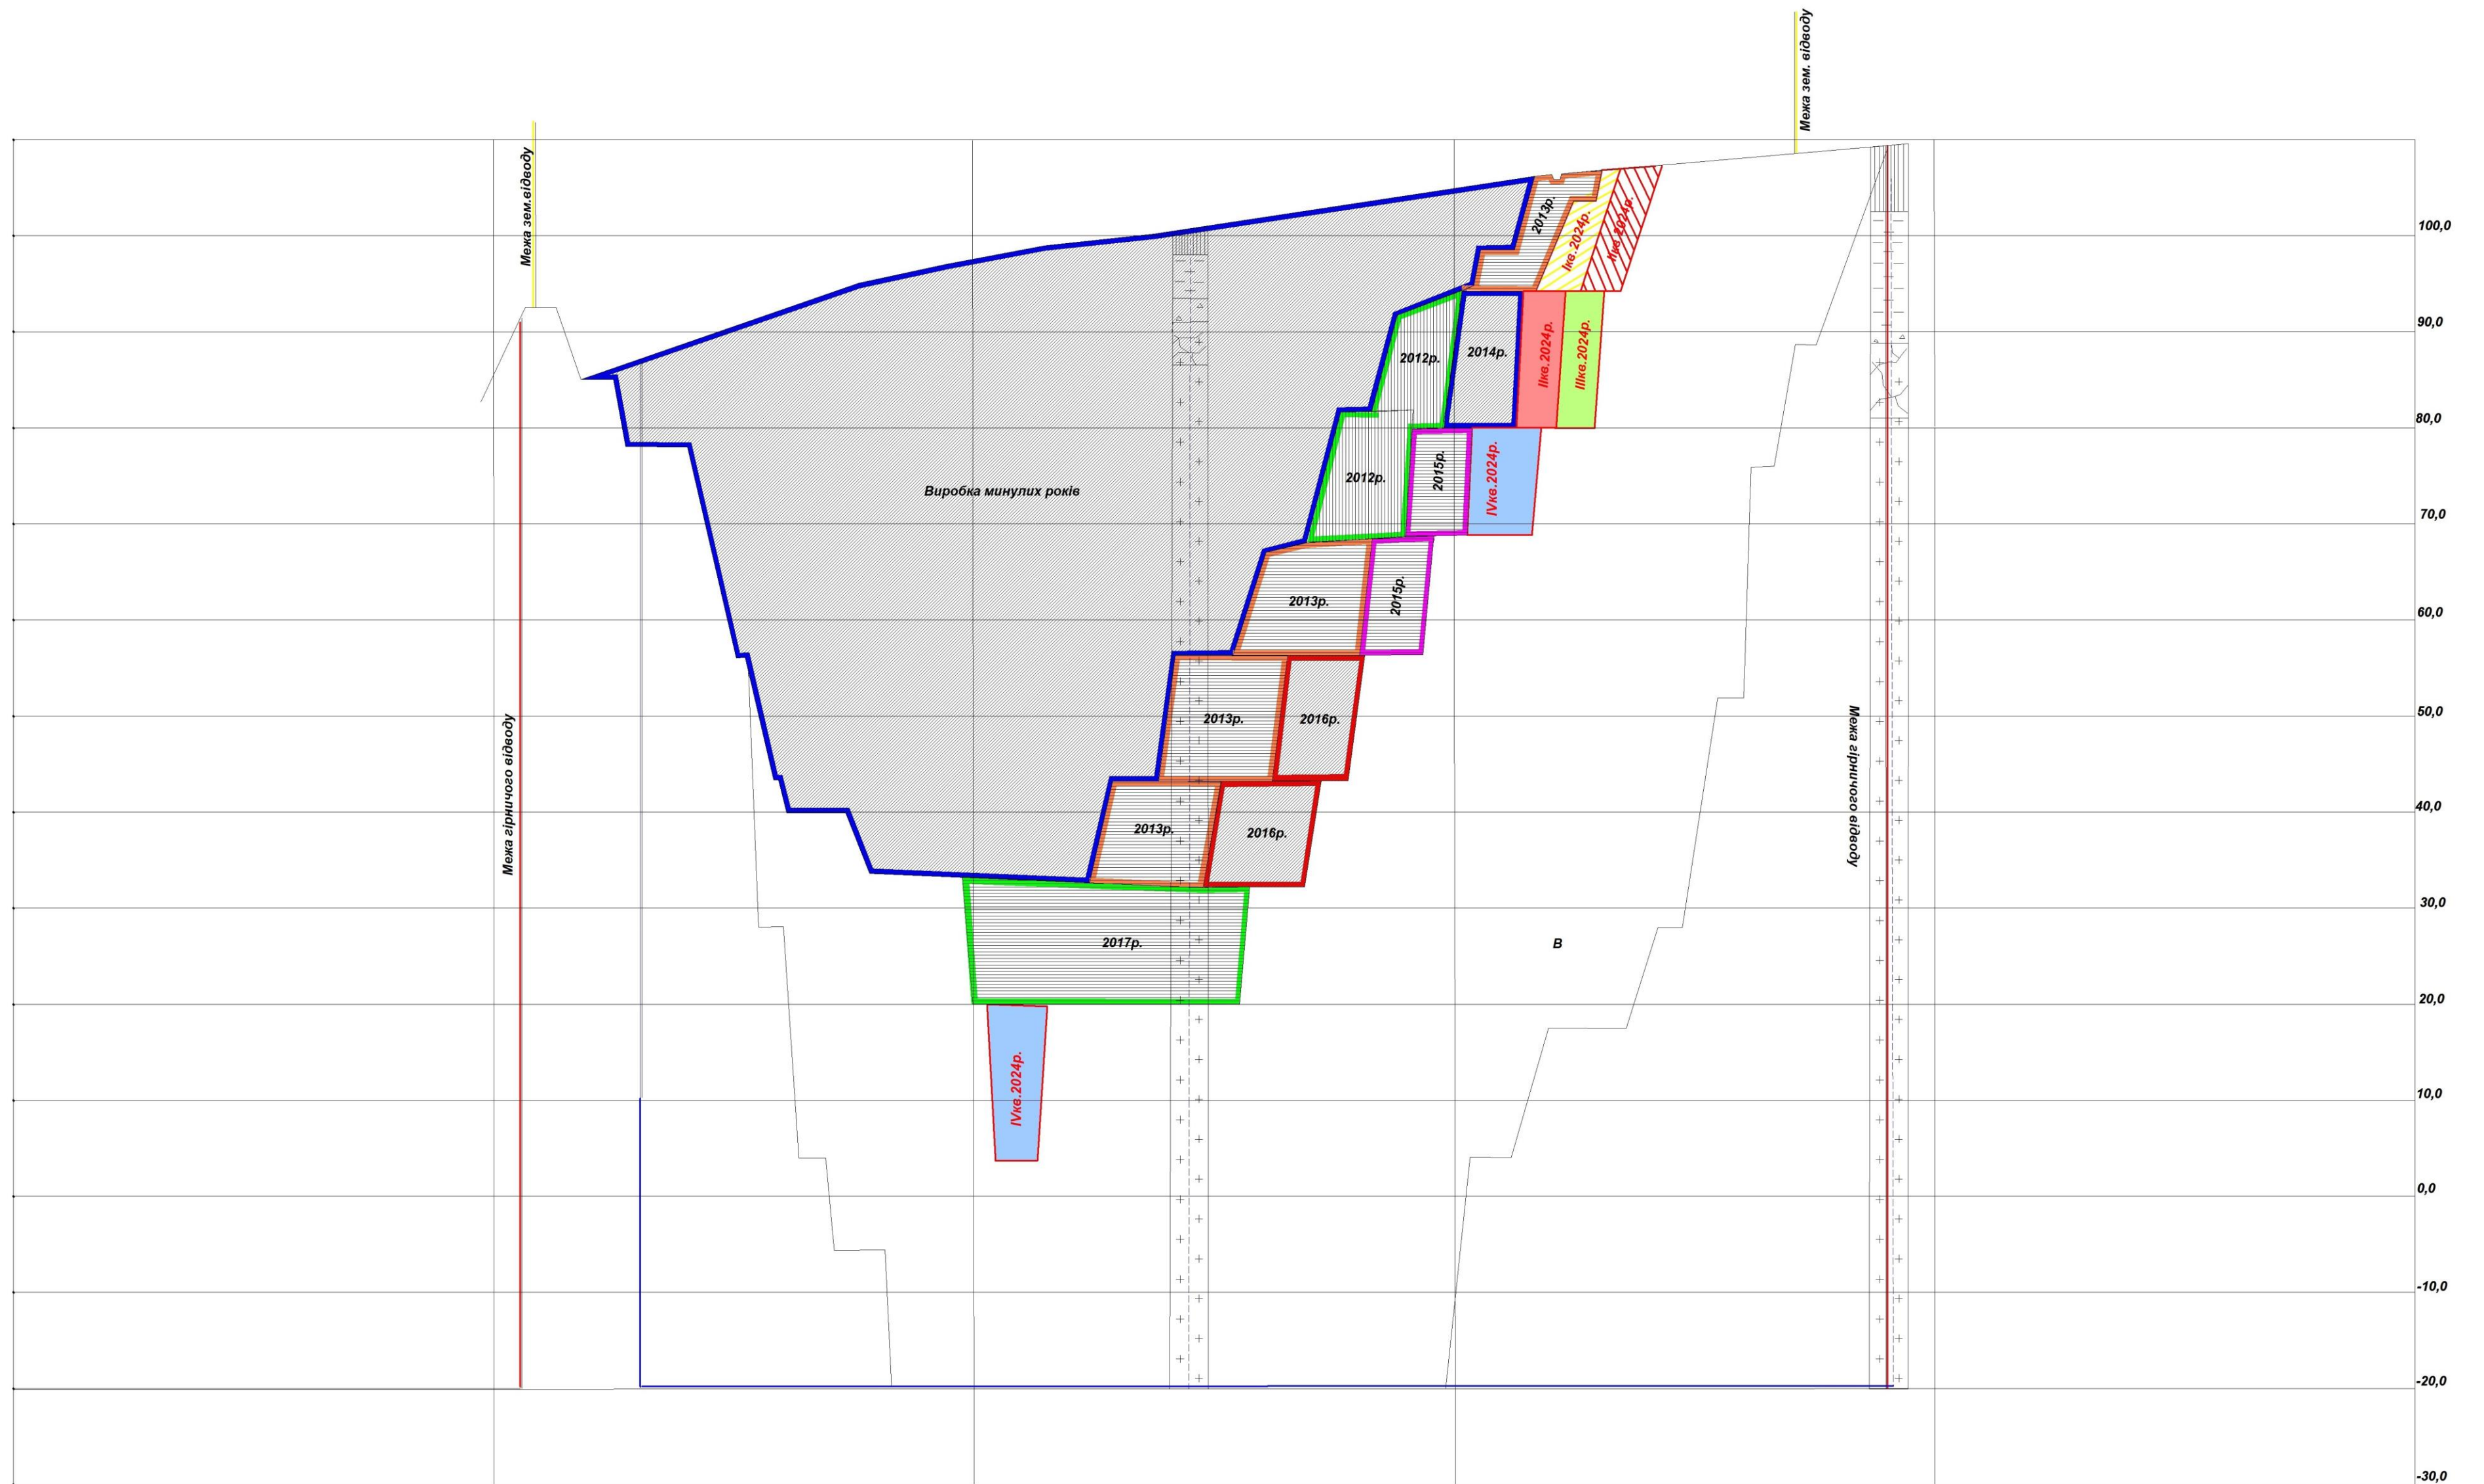 Межа зем. відводу
Межа зем.відводу
100,0
2013р.
Iкв.2024р.
IIкв.2024р.
90,0
2012р.
2014р.
IIкв.2024р.
IIIкв.2024р.
80,0
Виробка минулих років
2012р.
2015р.
IVкв.2024р.
70,0
2013р.
2015р.
60,0
Межа гірничого відводу
2013р.
2016р.
Межа гірничого відводу
50,0
2013р.
2016р.
40,0
30,0
2017р.
В
20,0
IVкв.2024р.
10,0
0,0
-10,0
-20,0
-30,0